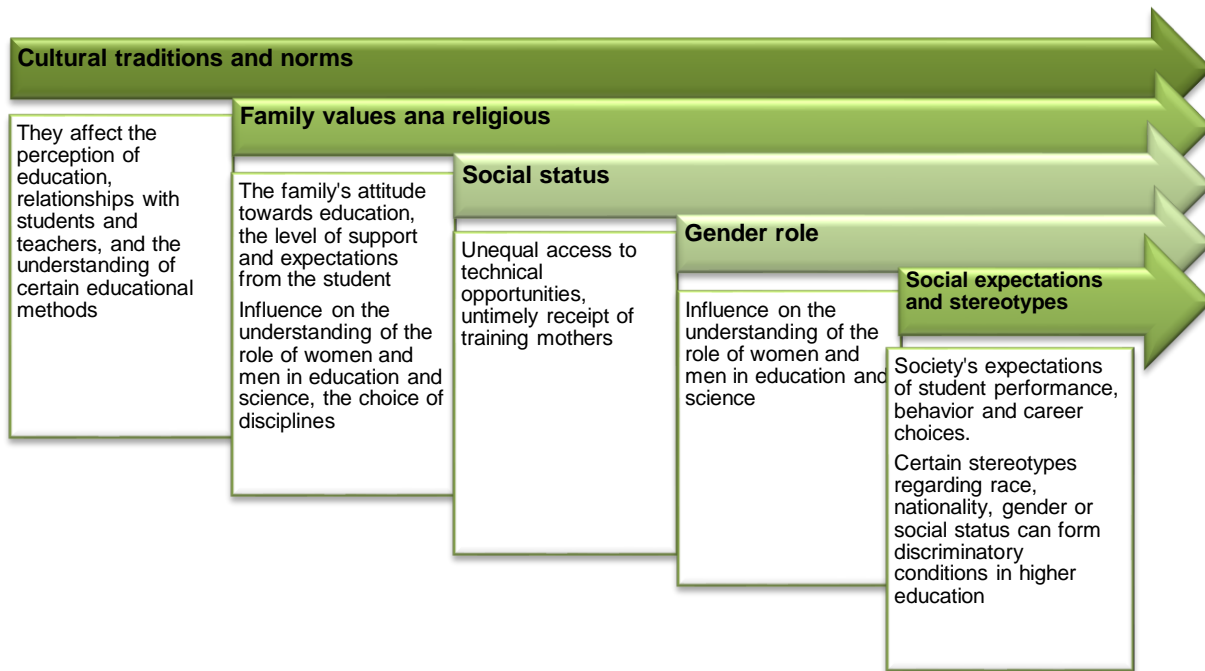 Cultural traditions and norms
They affect the
perception of
education,
relationships with
students and
teachers, and the
understanding of
certain educational
methods
Family values ana religious
The family's attitude
towards education,
the level of support
and expectations
from the student
Influence on the
understanding of the
role of women and
men in education and
science, the choice of
disciplines
Social status
Unequal access to
technical
opportunities,
untimely receipt of
training mothers
Gender role
Influence on the
understanding of the
role of women and
men in education and
science
Social expectations
and stereotypes
Society's expectations
of student performance,
behavior and career
choices.
Certain stereotypes
regarding race,
nationality, gender or
social status can form
discriminatory
conditions in higher
education